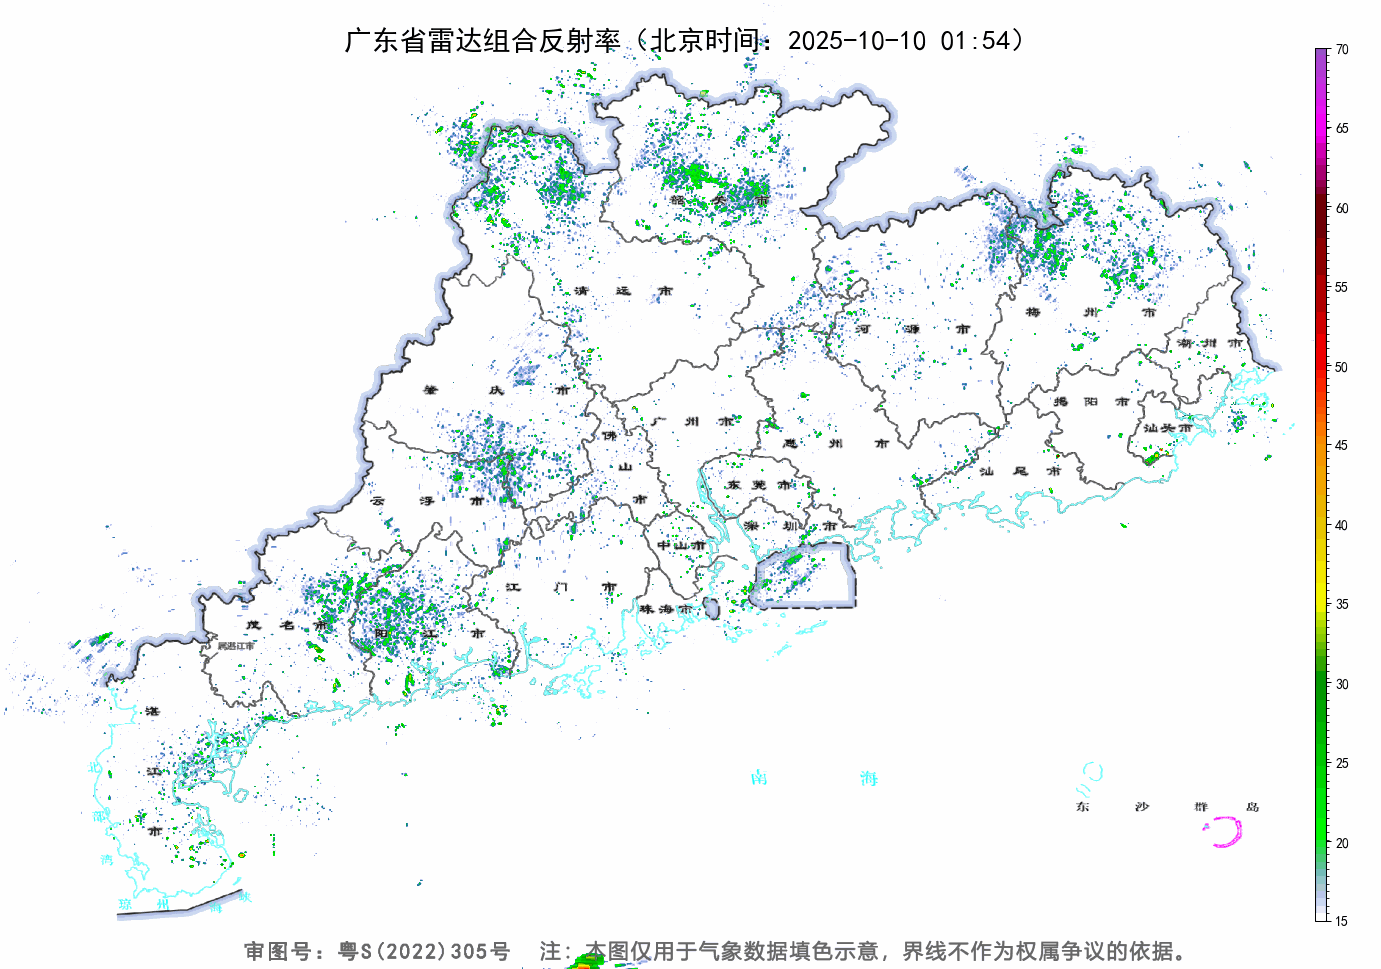 广东省雷达组合反射率（北京时间：2025-10-10 01:54）
70
65
60
55
50
45
40
35
30
25
20
15
韶关市
清远市
河源市
梅州市
潮州市
肇庆市
揭阳市
汕头市
广州市
佛山市
惠州市
汕尾市
云浮市
东莞市
深圳市
中山市
江门市
珠海市
茂名市
阳江市
属湛江市
湛江市
北部湾
南海
东沙群岛
琼州海峡
审图号：粤S(2022)305号 注：本图仅用于气象数据填色示意，界线不作为权属争议的依据。